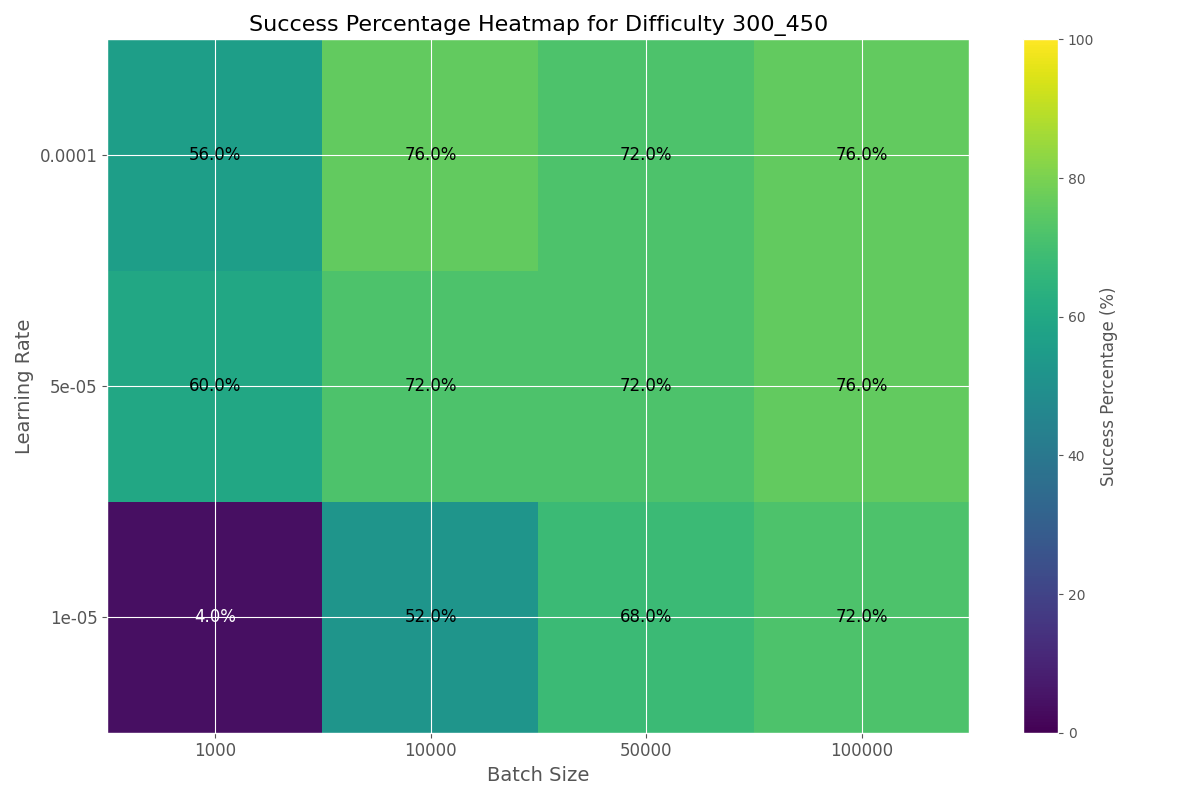 Success Percentage Heatmap for Difficulty 300_450
Learning Rate
0.0001
56.0% 76.0% 72.0% 76.0%
5e-05
60.0% 72.0% 72.0% 76.0%
1e-05
4.0% 52.0% 68.0% 72.0%
1000 10000 50000 100000
Batch Size
100
80
60
40
20
0
Success Percentage (%)